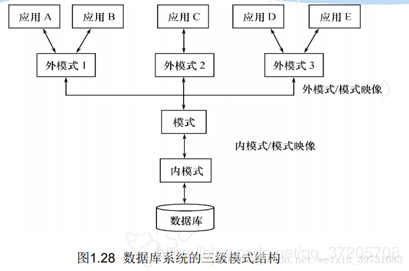 应用 A 应用 B 应用 C 应用 D 应用 E
外模式 1 外模式 2 外模式 3
外模式/模式映像
模式
内模式/模式映像
内模式
数据库
图1.28 数据库系统的三级模式结构